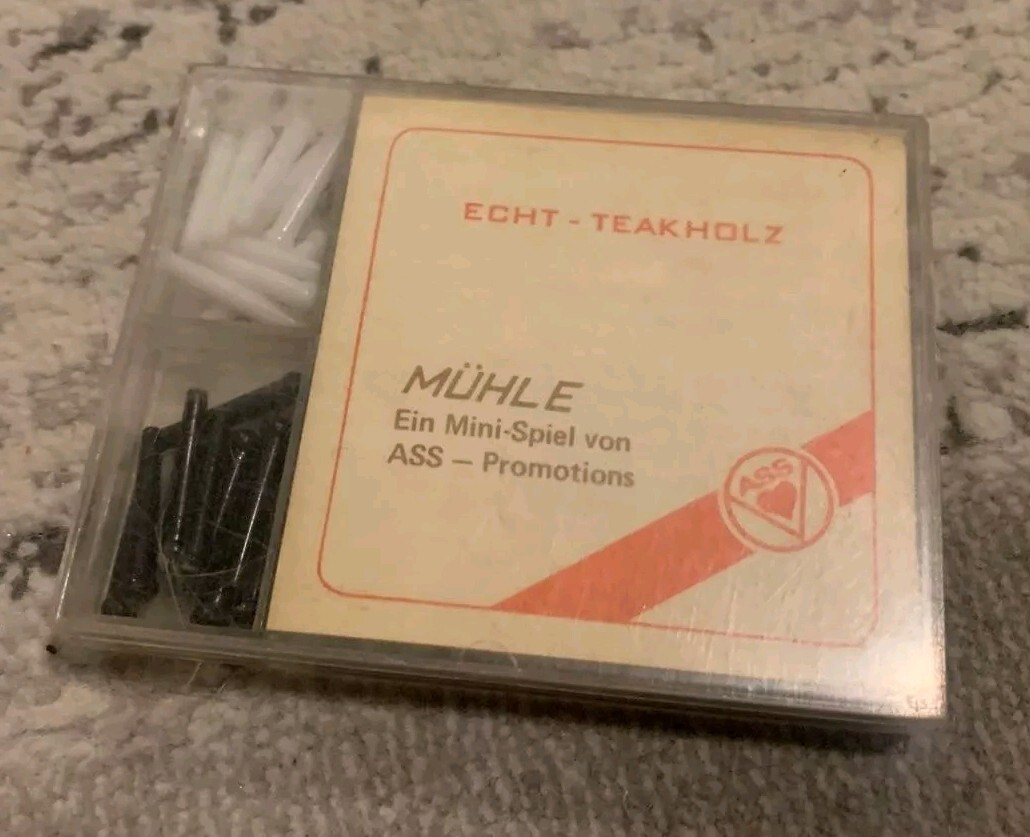 ECHT - TEAKHOLZ
MÜHLE
Ein Mini-Spiel von
ASS – Promotions
ASS